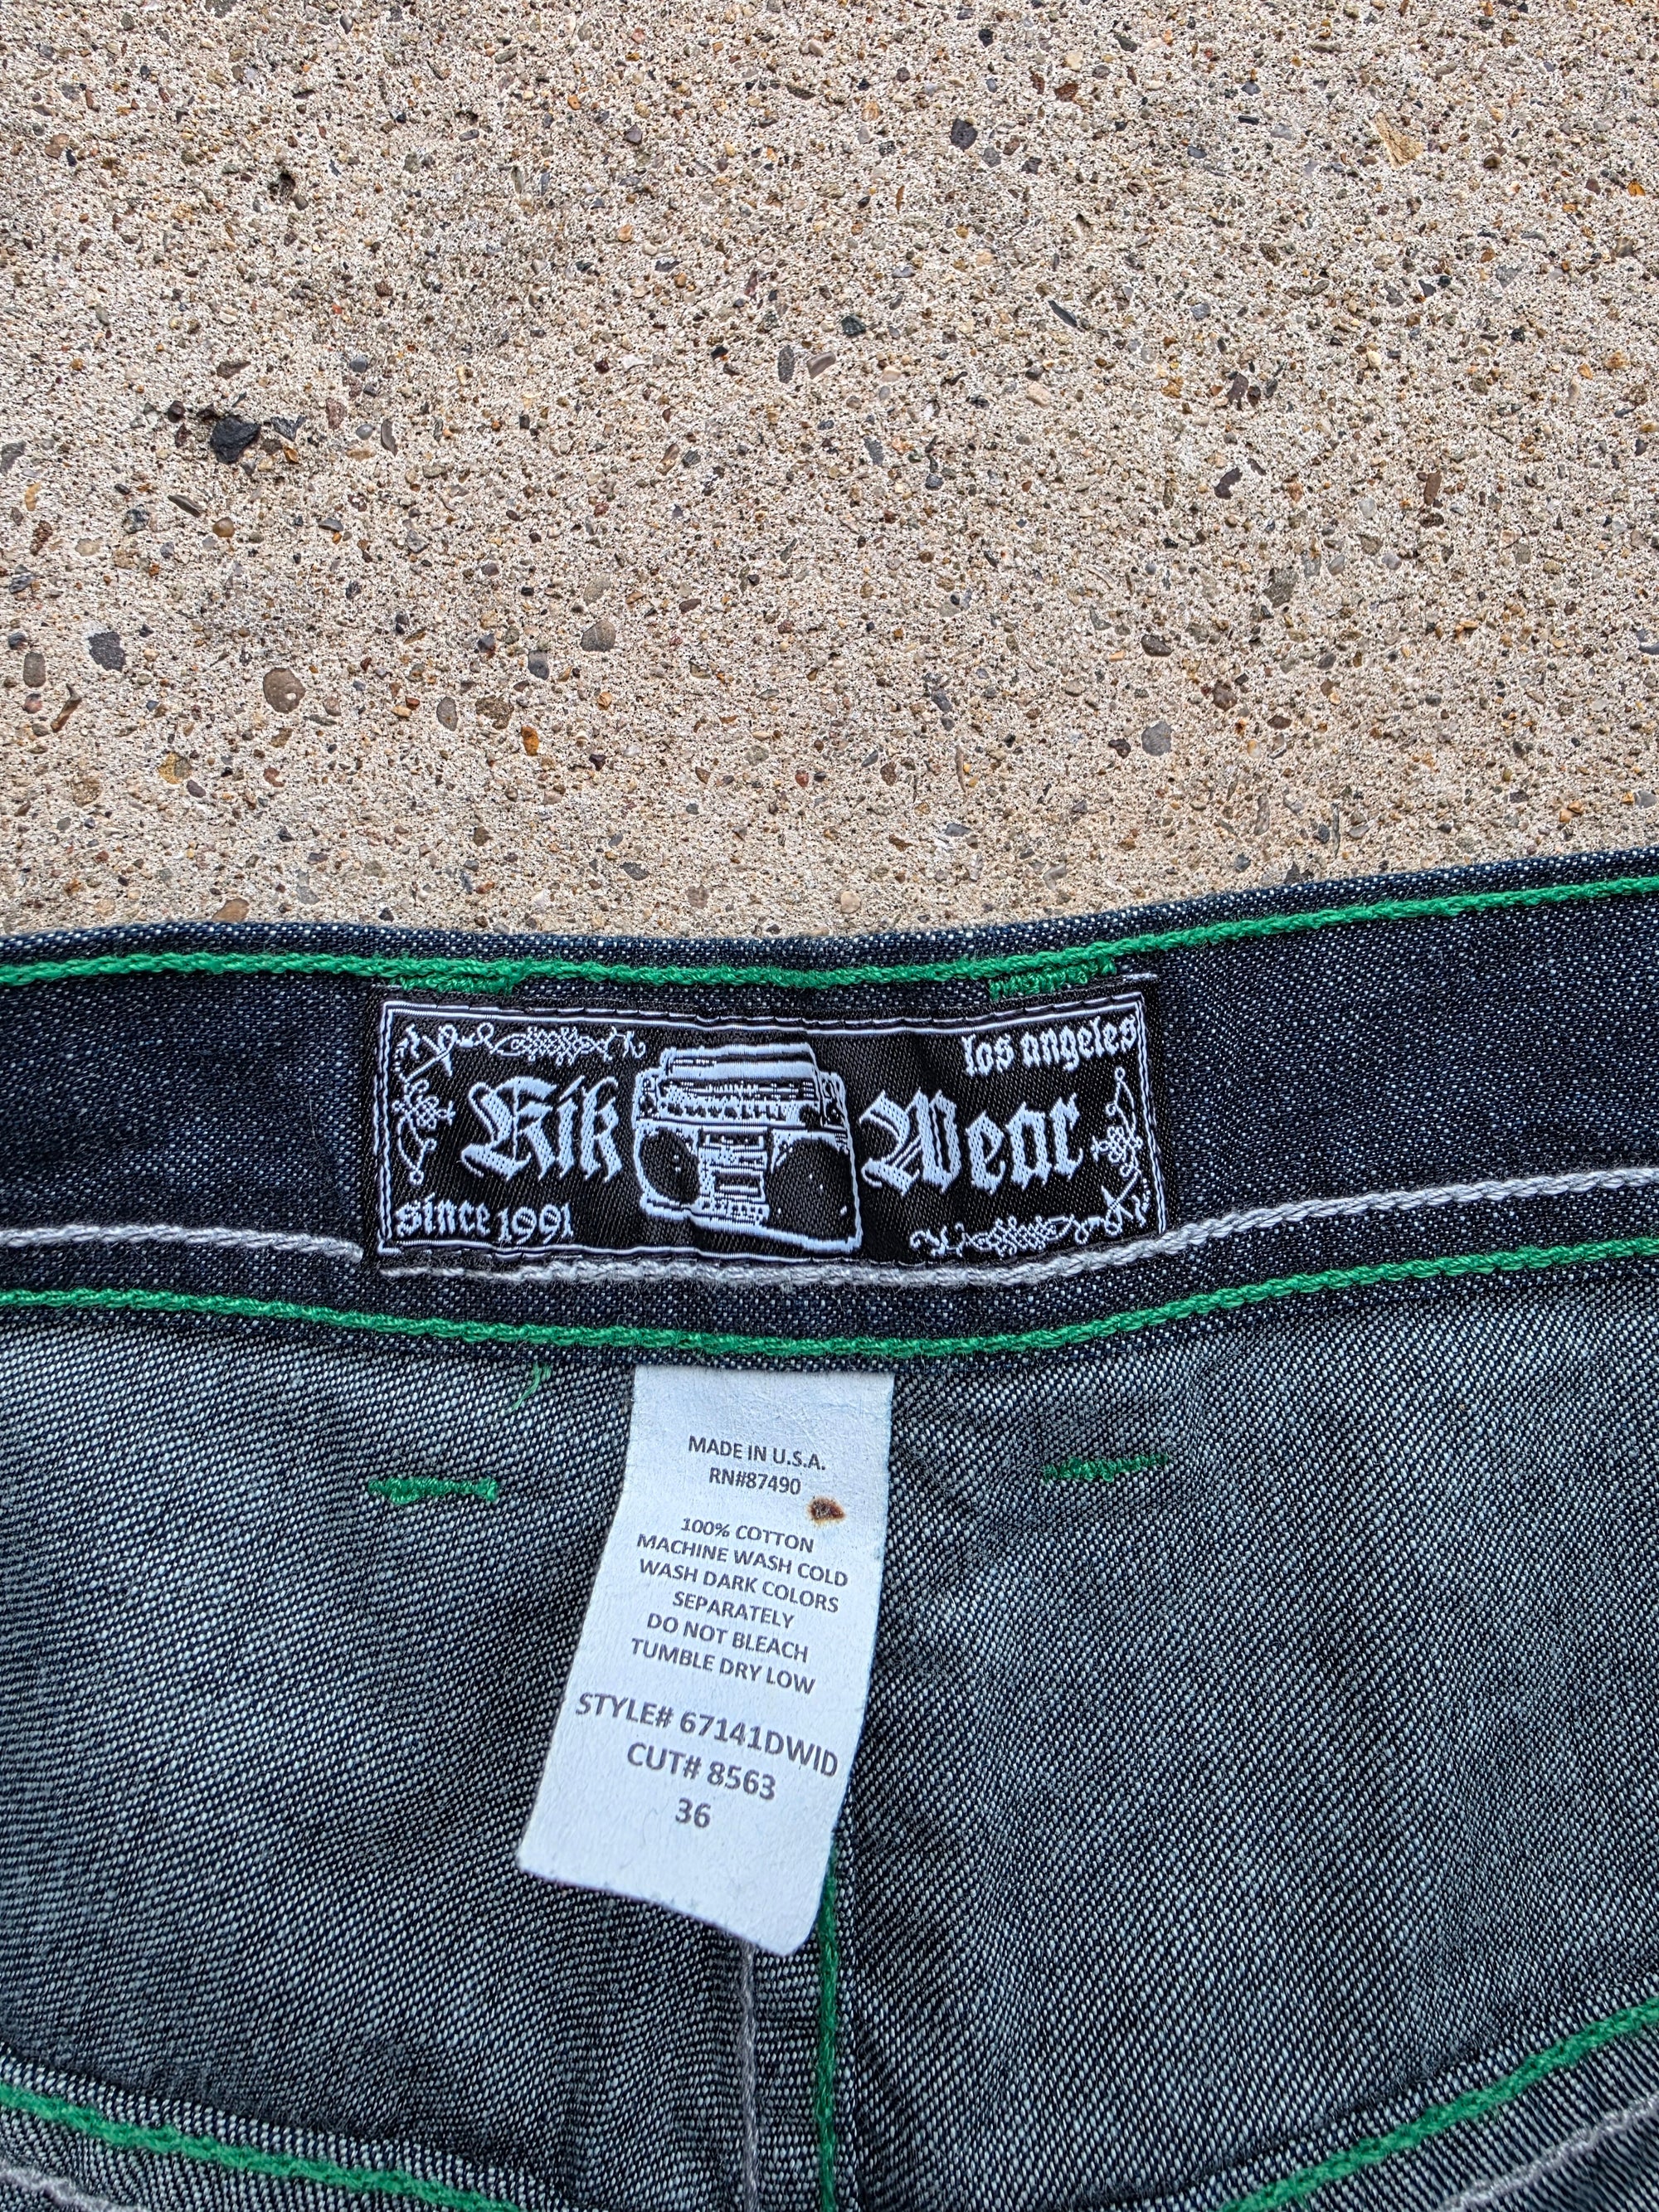 los angeles
Kik Wear
since 1991
MADE IN U.S.A.
RN#87490
100% COTTON
MACHINE WASH COLD
WASH DARK COLORS
SEPARATELY
DO NOT BLEACH
TUMBLE DRY LOW
STYLE# 67141DWID
CUT# 8563
36